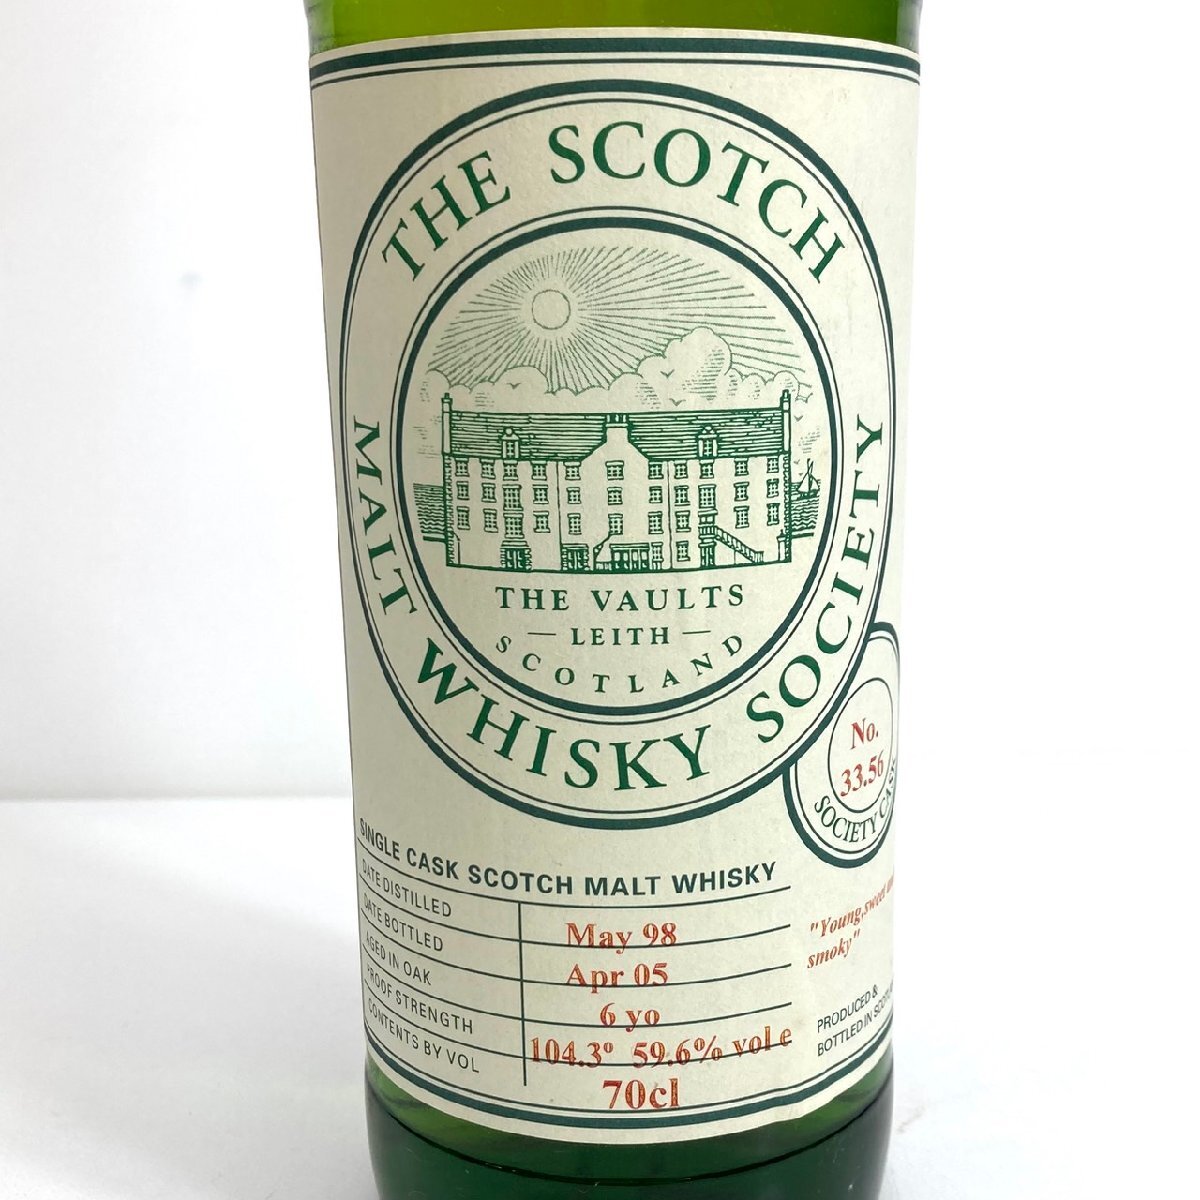 THE SCOTCH
MALT WHISKY SOCIETY
THE VAULTS
— LEITH —
SCOTLAND
No.
33.56
SOCIETY CASK
SINGLE CASK SCOTCH MALT WHISKY
DATE DISTILLED May 98
DATE BOTTLED Apr 05
AGED IN OAK 6 yo
PROOF STRENGTH 104.3º 59.6% vol e
CONTENTS BY VOL 70cl
"Young, sweet
smoky"
PRODUCED &
BOTTLED IN